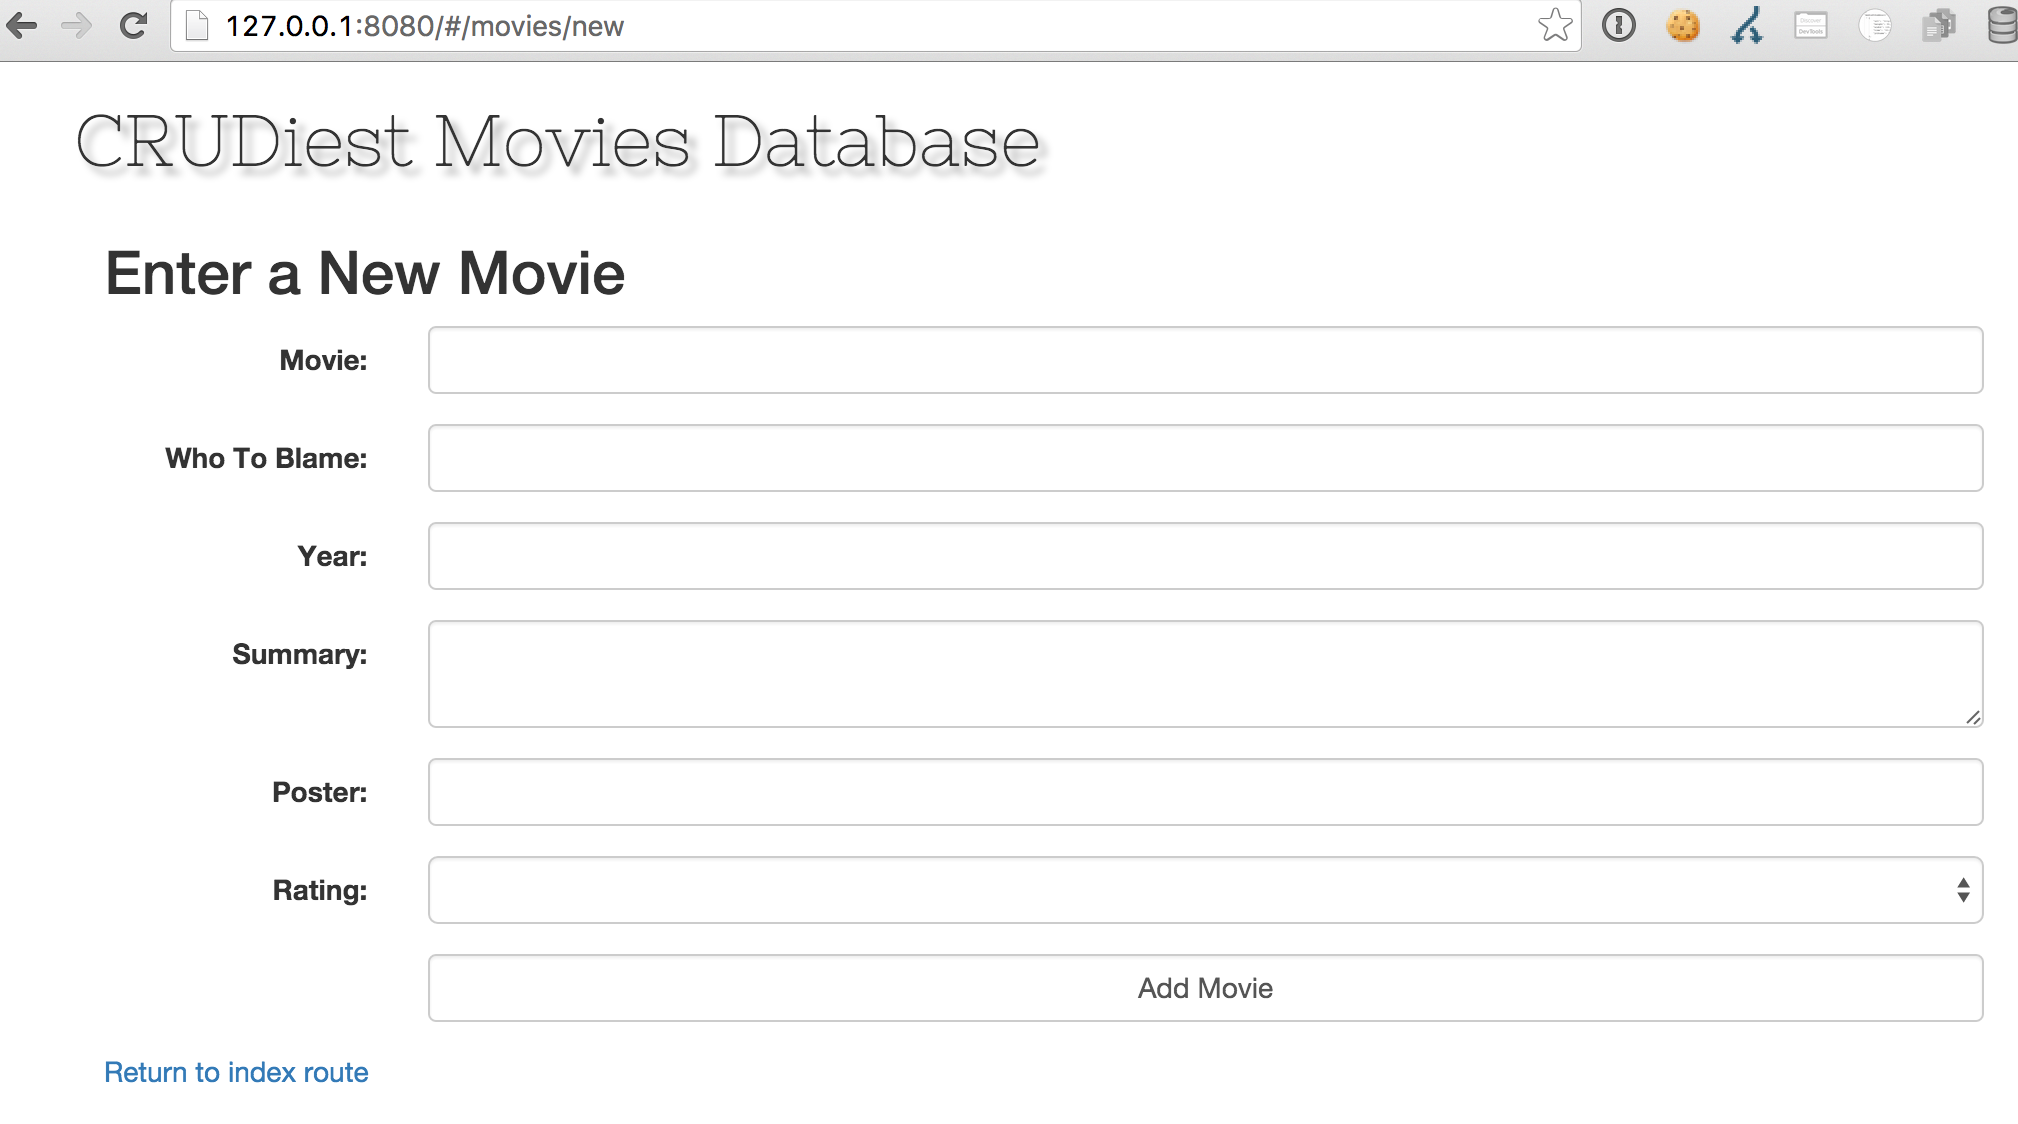 127.0.0.1:8080/#/movies/new
CRUDiest Movies Database
Enter a New Movie
Movie:
Who To Blame:
Year:
Summary:
Poster:
Rating:
Add Movie
Return to index route